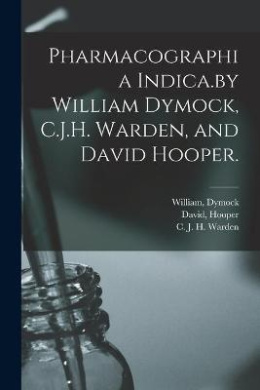 PHARMACOGRAPHI
A INDICA.BY
WILLIAM DYMOCK,
C.J.H. WARDEN, AND
DAVID HOOPER.
William, Dymock
David, Hooper
C. J. H. Warden